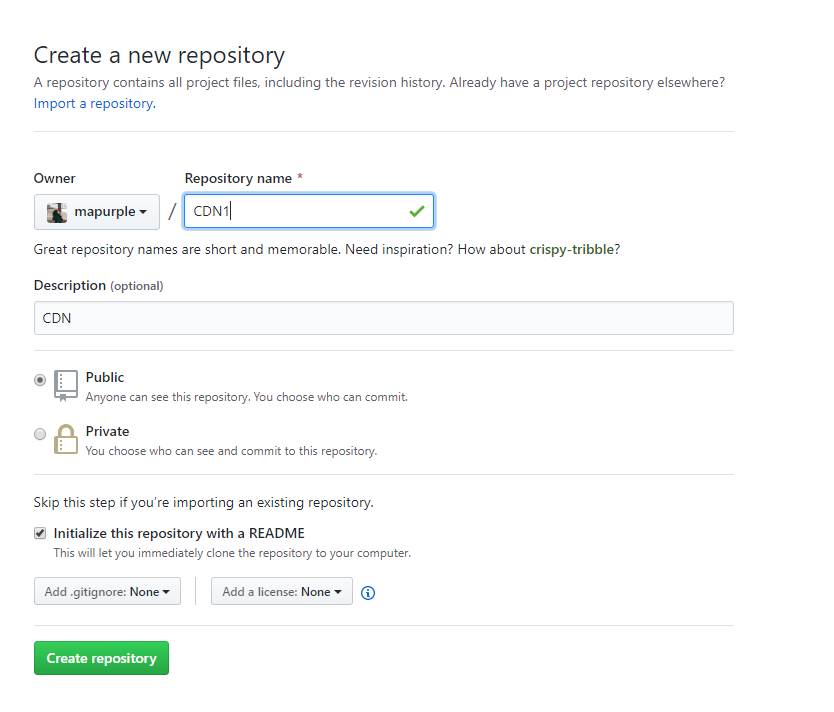 Create a new repository
A repository contains all project files, including the revision history. Already have a project repository elsewhere?
Import a repository.
Owner
Repository name *
mapurple / CDN1
Great repository names are short and memorable. Need inspiration? How about crispy-tribble?
Description (optional)
CDN
Public
Anyone can see this repository. You choose who can commit.
Private
You choose who can see and commit to this repository.
Skip this step if you're importing an existing repository.
Initialize this repository with a README
This will let you immediately clone the repository to your computer.
Add .gitignore: None
Add a license: None
Create repository